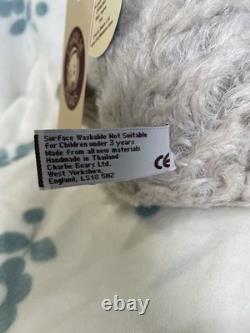 Surface Washable Not Suitable
for Children under 3 years
Made from all new materials
Handmade in Thailand
Charlie Bears Ltd.
West Yorkshire,
England, LS10 5NZ
CE